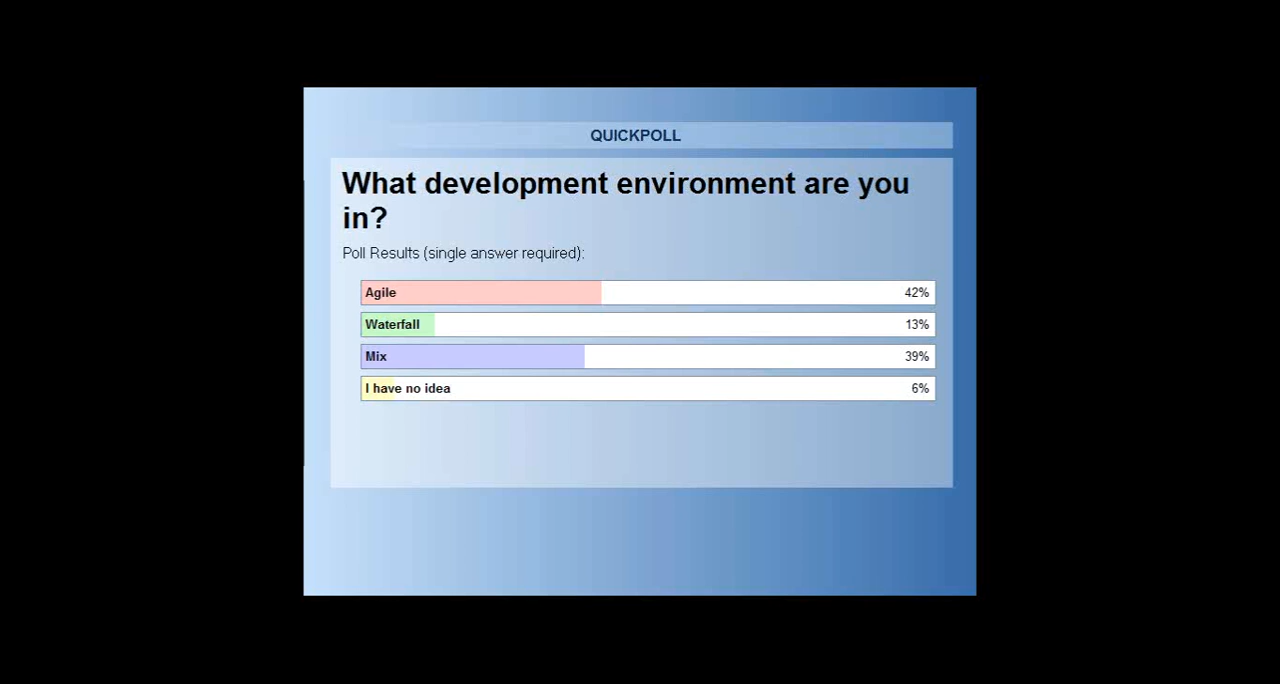 QUICKPOLL
What development environment are you
in?
Poll Results (single answer required):
Agile 42%
Waterfall 13%
Mix 39%
I have no idea 6%